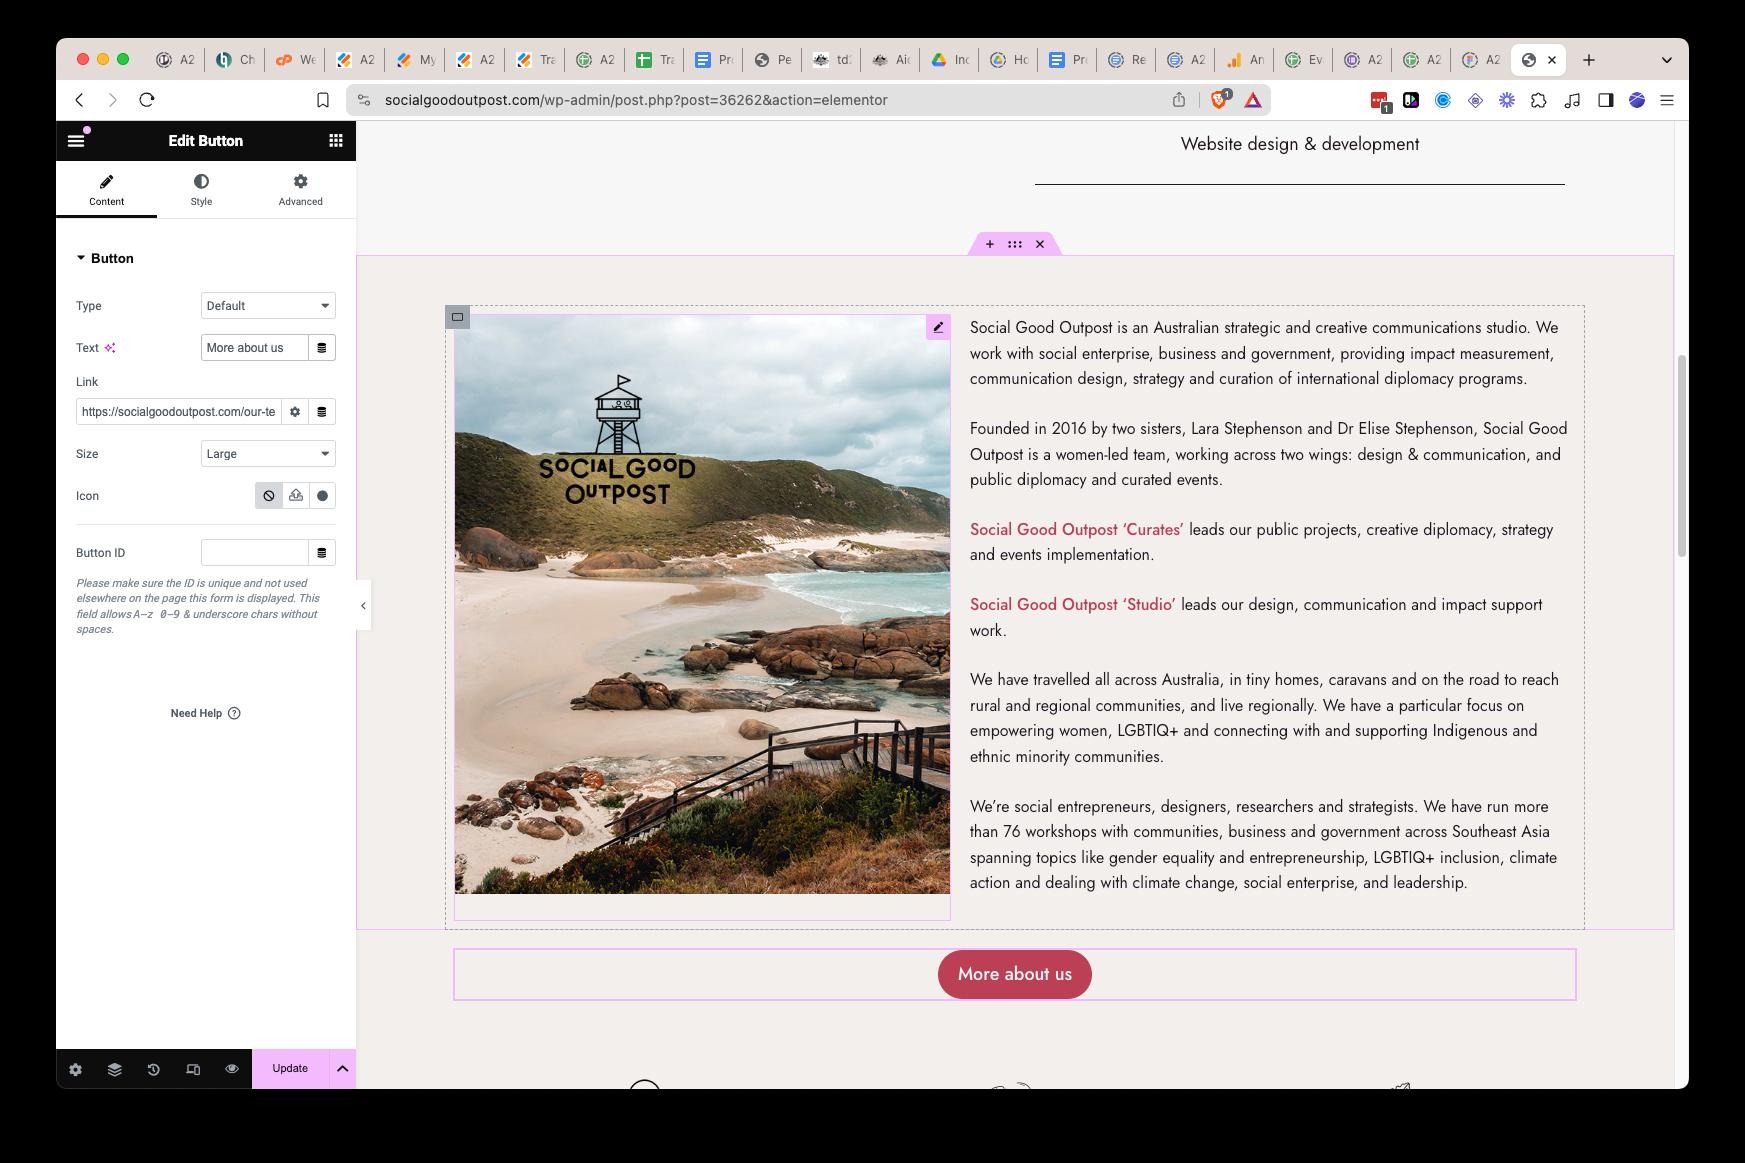 A2
Ch
We
A2
My
A2
Tra
A2
Tra
Pr
Pe
td
Aic
Inc
Ho
Pr
Re
A2
An
Ev
A2
A2
A2
socialgoodoutpost.com/wp-admin/post.php?post=36262&action=elementor
1
1
Edit Button
Content
Style
Advanced
Button
Type
Default
Text
More about us
Link
https://socialgoodoutpost.com/our-te
Size
Large
Icon
Button ID
Please make sure the ID is unique and not used
elsewhere on the page this form is displayed. This
field allows A-z 0-9 & underscore chars without
spaces.
Need Help
Update
Website design & development
SOCIAL GOOD
OUTPOST
Social Good Outpost is an Australian strategic and creative communications studio. We
work with social enterprise, business and government, providing impact measurement,
communication design, strategy and curation of international diplomacy programs.
Founded in 2016 by two sisters, Lara Stephenson and Dr Elise Stephenson, Social Good
Outpost is a women-led team, working across two wings: design & communication, and
public diplomacy and curated events.
Social Good Outpost ‘Curates’ leads our public projects, creative diplomacy, strategy
and events implementation.
Social Good Outpost ‘Studio’ leads our design, communication and impact support
work.
We have travelled all across Australia, in tiny homes, caravans and on the road to reach
rural and regional communities, and live regionally. We have a particular focus on
empowering women, LGBTIQ+ and connecting with and supporting Indigenous and
ethnic minority communities.
We’re social entrepreneurs, designers, researchers and strategists. We have run more
than 76 workshops with communities, business and government across Southeast Asia
spanning topics like gender equality and entrepreneurship, LGBTIQ+ inclusion, climate
action and dealing with climate change, social enterprise, and leadership.
More about us